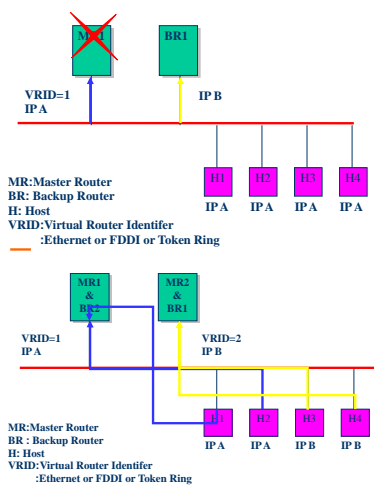 MR1 BR1
VRID=1
IP A
IP B
H1 H2 H3 H4
IP A IP A IP A IP A
MR:Master Router
BR: Backup Router
H: Host
VRID:Virtual Router Identifer
:Ethernet or FDDI or Token Ring
MR1
&
BR2
MR2
&
BR1
VRID=1
IP A
VRID=2
IP B
H1 H2 H3 H4
IP A IP A IP B IP B
MR:Master Router
BR : Backup Router
H: Host
VRID:Virtual Router Identifer
:Ethernet or FDDI or Token Ring